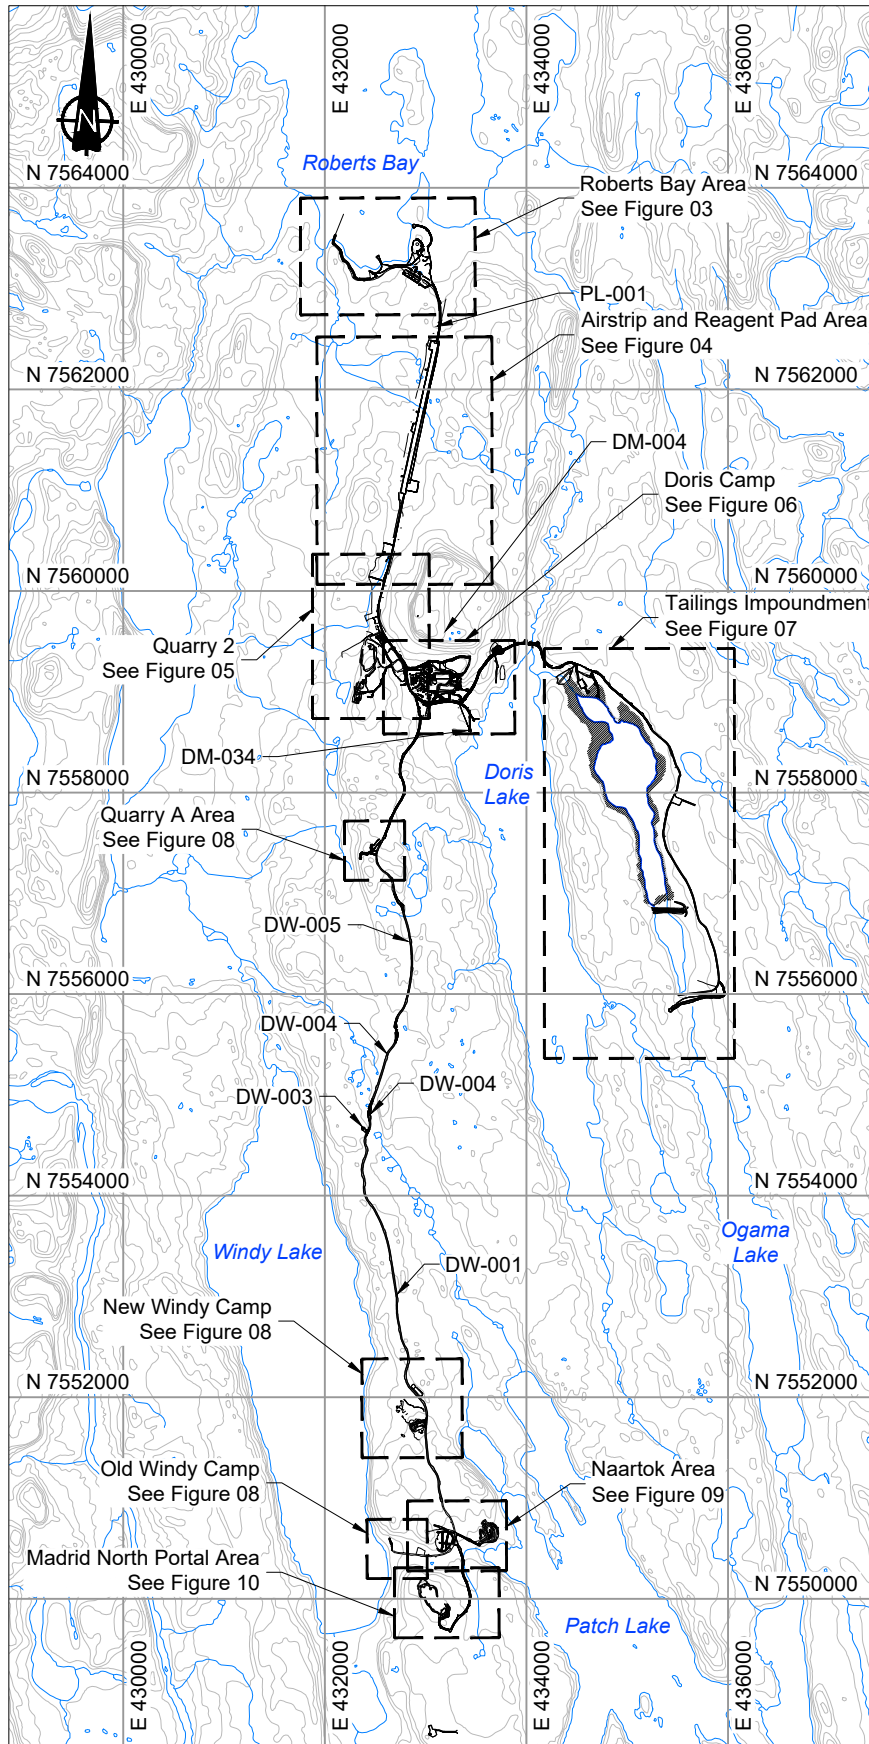 E 430000
E 432000
E 434000
E 436000
N
Roberts Bay
N 7564000
N 7564000
Roberts Bay Area
See Figure 03
PL-001
Airstrip and Reagent Pad Area
See Figure 04
N 7562000
N 7562000
DM-004
Doris Camp
See Figure 06
N 7560000
N 7560000
Tailings Impoundment
See Figure 07
Quarry 2
See Figure 05
DM-034
Doris
Lake
N 7558000
N 7558000
Quarry A Area
See Figure 08
DW-005
N 7556000
N 7556000
DW-004
DW-004
DW-003
N 7554000
N 7554000
Windy Lake
Ogama
Lake
DW-001
New Windy Camp
See Figure 08
N 7552000
N 7552000
Old Windy Camp
See Figure 08
Naartok Area
See Figure 09
Madrid North Portal Area
See Figure 10
N 7550000
N 7550000
Patch Lake
E 430000
E 432000
E 434000
E 436000